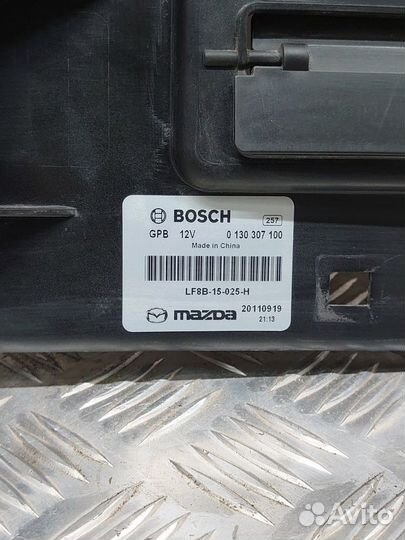 BOSCH
257
GPB 12V 0 130 307 100
Made in China
LF8B-15-025-H
mazda 20110919
21:13
Avito